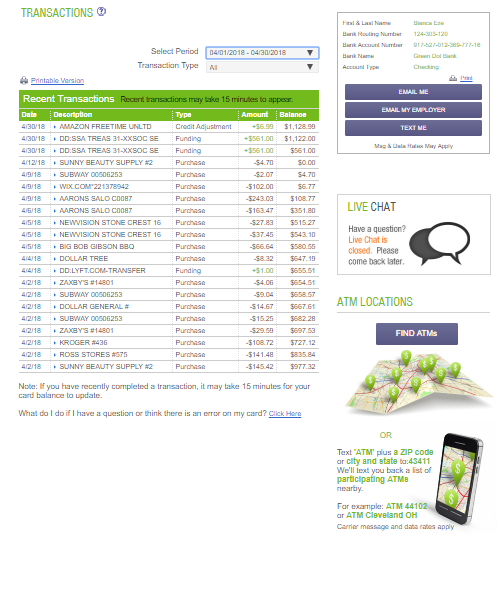 TRANSACTIONS ?
Select Period 04/01/2018 - 04/30/2018
Transaction Type All
Printable Version
Recent Transactions Recent transactions may take 15 minutes to appear.
Date Description Type Amount Balance
4/30/18 AMAZON FREETIME UNLTD Credit Adjustment +$6.99 $1,128.99
4/30/18 DD:SSA TREAS 31-XXSOC SE Funding +$561.00 $1,122.00
4/30/18 DD:SSA TREAS 31-XXSOC SE Funding +$561.00 $561.00
4/12/18 SUNNY BEAUTY SUPPLY #2 Purchase -$4.70 $0.00
4/9/18 SUBWAY 00506253 Purchase -$2.07 $4.70
4/9/18 WIX.COM*221378942 Purchase -$102.00 $6.77
4/9/18 AARONS SALO C0087 Purchase -$243.03 $108.77
4/6/18 AARONS SALO C0087 Purchase -$163.47 $351.80
4/5/18 NEWVISION STONE CREST 16 Purchase -$27.83 $515.27
4/5/18 NEWVISION STONE CREST 16 Purchase -$37.45 $543.10
4/5/18 BIG BOB GIBSON BBQ Purchase -$66.64 $580.55
4/4/18 DOLLAR TREE Purchase -$8.32 $647.19
4/4/18 DD:LYFT.COM-TRANSFER Funding +$1.00 $655.51
4/2/18 ZAXBY'S #14801 Purchase -$4.06 $654.51
4/2/18 SUBWAY 00506253 Purchase -$9.04 $658.57
4/2/18 DOLLAR GENERAL # Purchase -$14.67 $667.61
4/2/18 SUBWAY 00506253 Purchase -$15.25 $682.28
4/2/18 ZAXBY'S #14801 Purchase -$29.59 $697.53
4/2/18 KROGER #436 Purchase -$108.72 $727.12
4/2/18 ROSS STORES #575 Purchase -$141.48 $835.84
4/2/18 SUNNY BEAUTY SUPPLY #2 Purchase -$145.42 $977.32
Note: If you have recently completed a transaction, it may take 15 minutes for your
card balance to update.
What do I do if I have a question or think there is an error on my card? Click Here
First & Last Name
Bank Routing Number 124-303-120
Bank Account Number 917-527-012-369-777-16
Bank Name Green Dot Bank
Account Type Checking
Print
EMAIL ME
EMAIL MY EMPLOYER
TEXT ME
Msg & Data Rates May Apply
LIVE CHAT
Have a question?
Live Chat is
closed. Please
come back later.
ATM LOCATIONS
FIND ATMs
OR
Text 'ATM' plus a ZIP code
or city and state to:43411
We'll text you back a list of
participating ATMs
nearby.
For example: ATM 44102
or ATM Cleveland OH
Carrier message and data rates apply